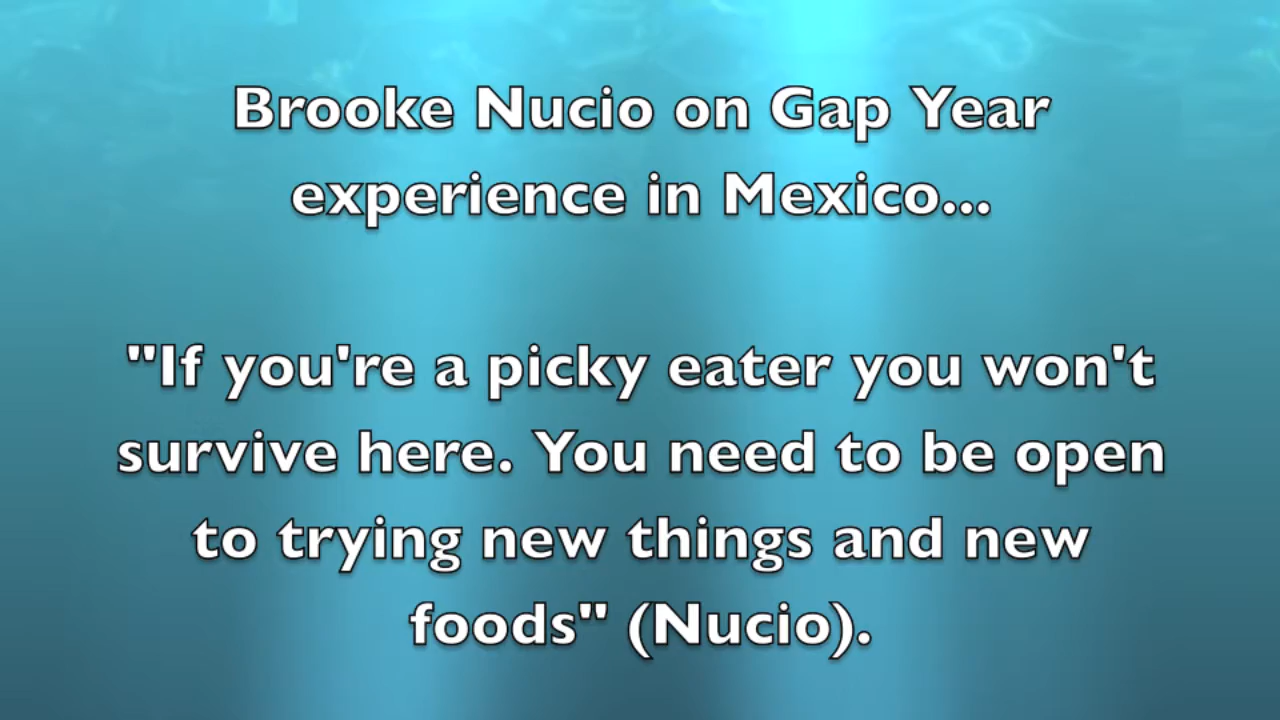 Brooke Nucio on Gap Year
experience in Mexico...
"If you're a picky eater you won't
survive here. You need to be open
to trying new things and new
foods" (Nucio).